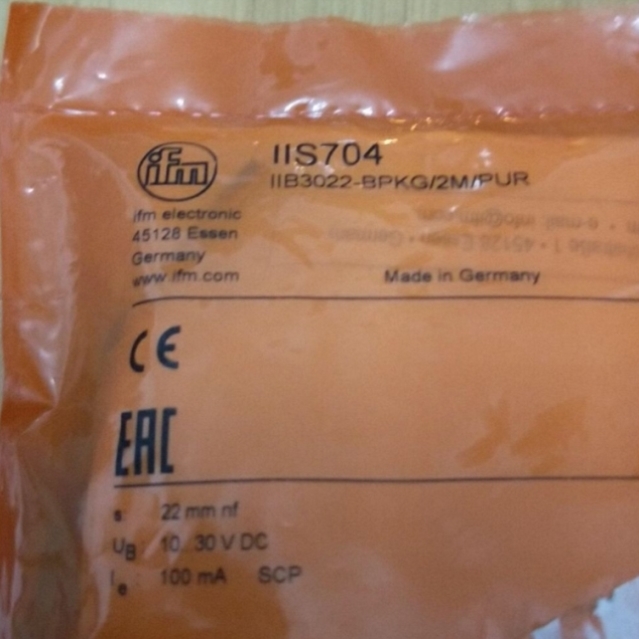 ifm
IIS704
IIB3022-BPKG/2M/PUR
ifm electronic
45128 Essen
Germany
www.ifm.com
Made in Germany
CE
EAC
s 22 mm nf
UB 10...30 V DC
Ie 100 mA SCP